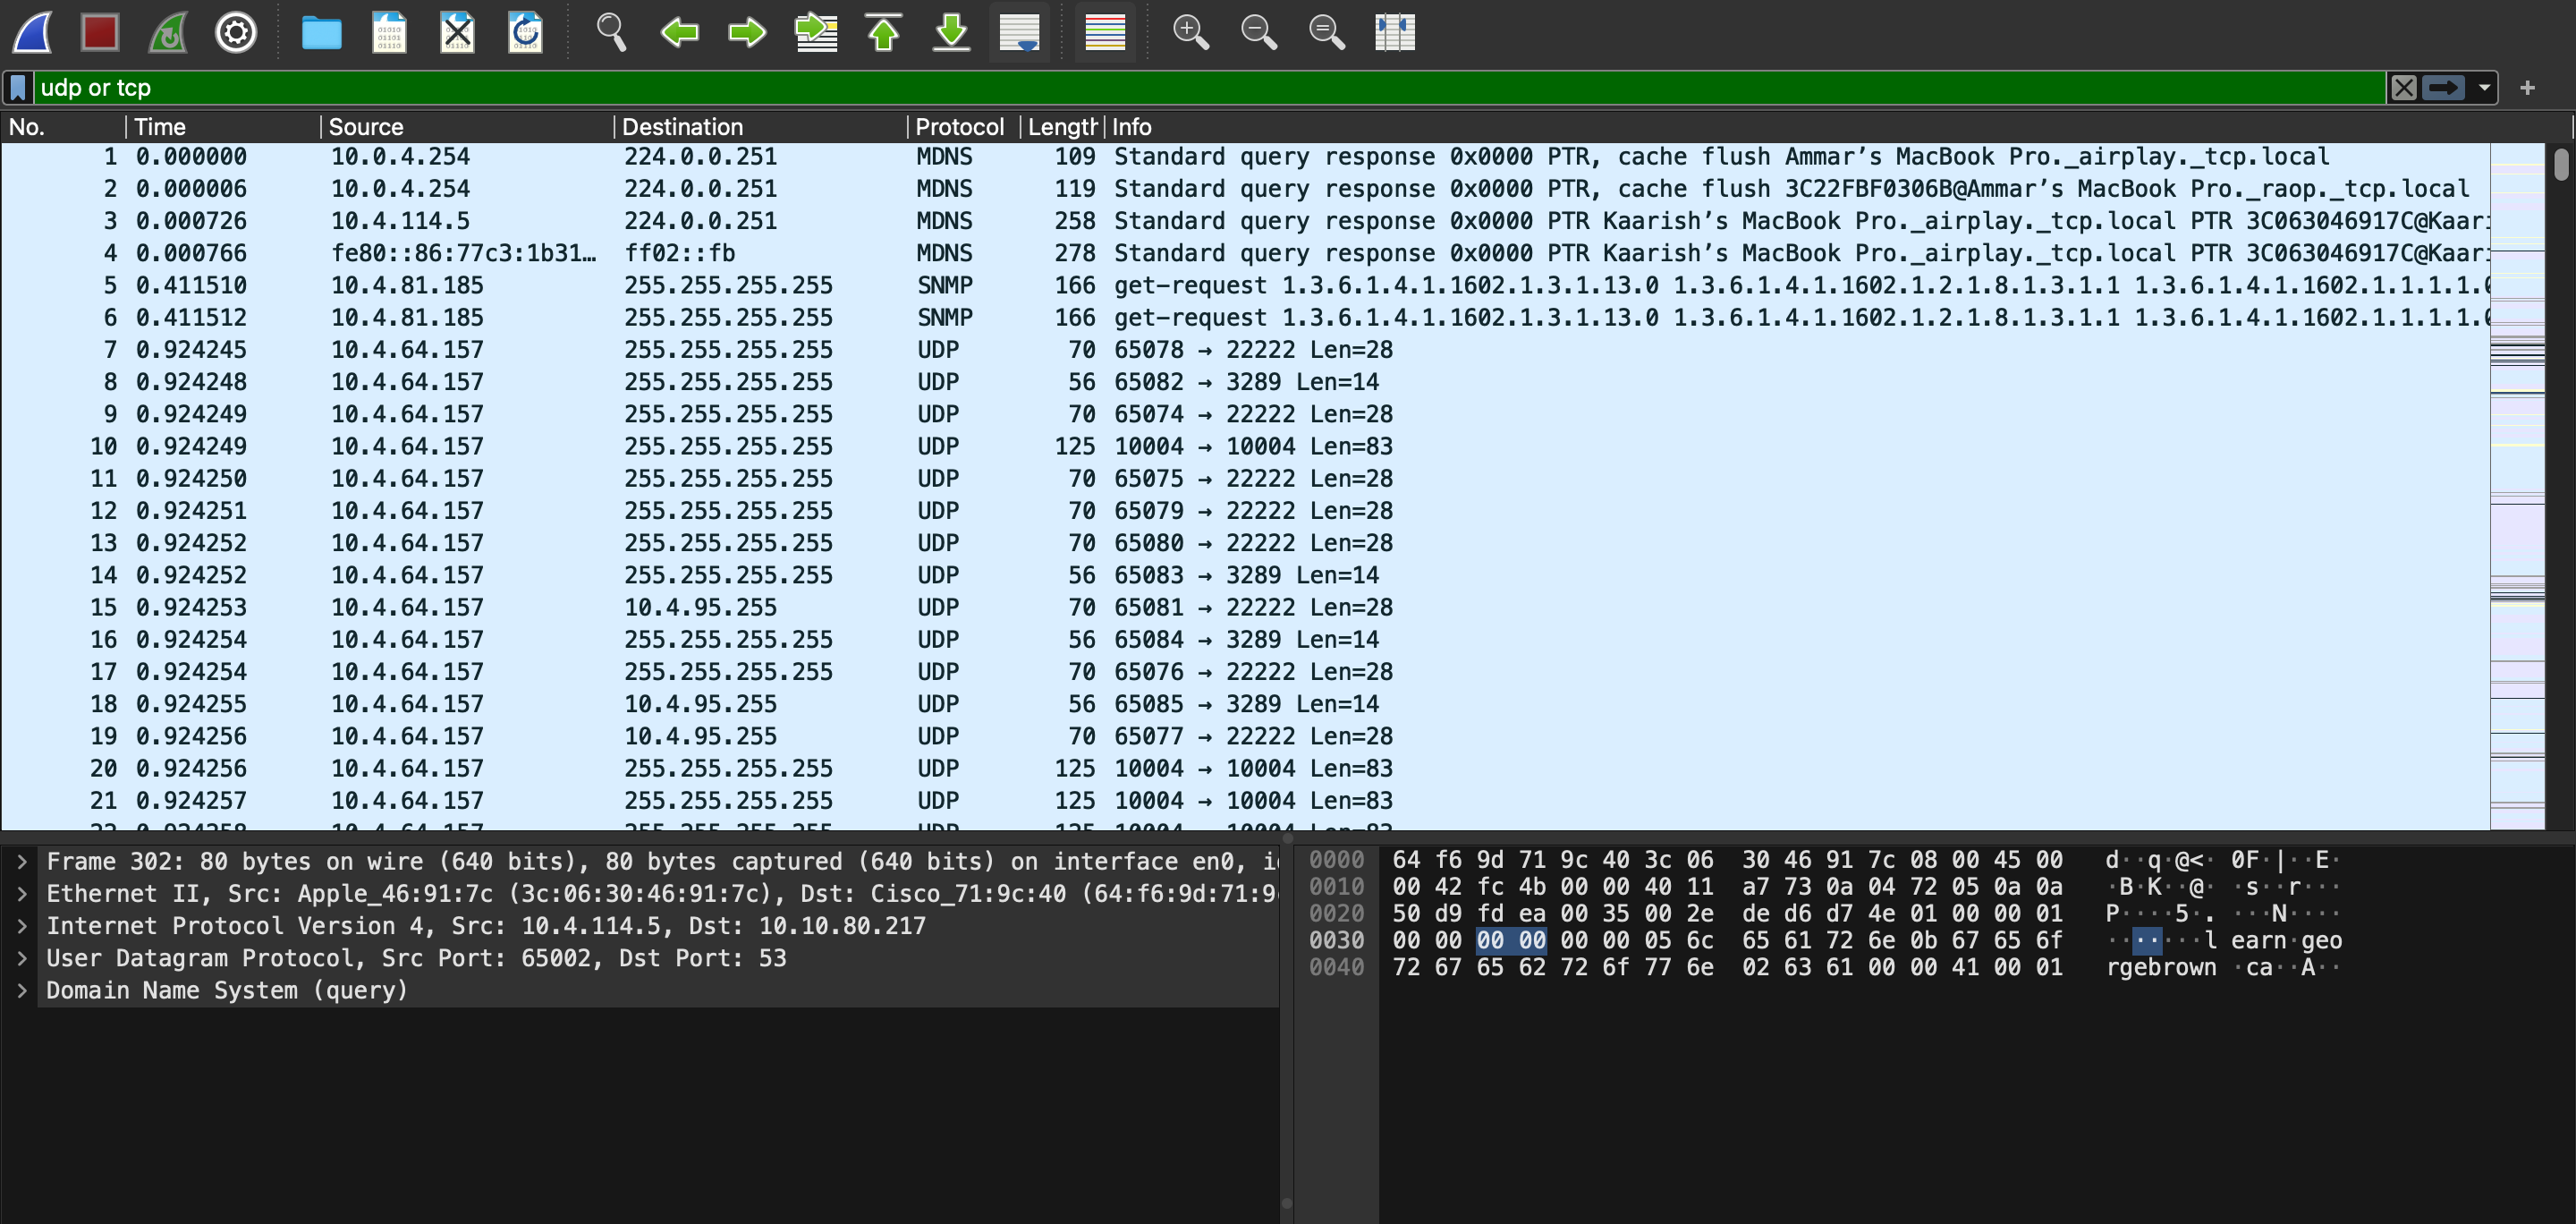 udp or tcp
No. Time Source Destination Protocol Length Info
1 0.000000 10.0.4.254 224.0.0.251 MDNS 109 Standard query response 0x0000 PTR, cache flush Ammar’s MacBook Pro._airplay._tcp.local
2 0.000006 10.0.4.254 224.0.0.251 MDNS 119 Standard query response 0x0000 PTR, cache flush 3C22FBF0306B@Ammar’s MacBook Pro._raop._tcp.local
3 0.000726 10.4.114.5 224.0.0.251 MDNS 258 Standard query response 0x0000 PTR Kaarish’s MacBook Pro._airplay._tcp.local PTR 3C063046917C@Kaari
4 0.000766 fe80::86:77c3:1b31… ff02::fb MDNS 278 Standard query response 0x0000 PTR Kaarish’s MacBook Pro._airplay._tcp.local PTR 3C063046917C@Kaari
5 0.411510 10.4.81.185 255.255.255.255 SNMP 166 get-request 1.3.6.1.4.1.1602.1.3.1.13.0 1.3.6.1.4.1.1602.1.2.1.8.1.3.1.1 1.3.6.1.4.1.1602.1.1.1.1.0
6 0.411512 10.4.81.185 255.255.255.255 SNMP 166 get-request 1.3.6.1.4.1.1602.1.3.1.13.0 1.3.6.1.4.1.1602.1.2.1.8.1.3.1.1 1.3.6.1.4.1.1602.1.1.1.1.0
7 0.924245 10.4.64.157 255.255.255.255 UDP 70 65078 → 22222 Len=28
8 0.924248 10.4.64.157 255.255.255.255 UDP 56 65082 → 3289 Len=14
9 0.924249 10.4.64.157 255.255.255.255 UDP 70 65074 → 22222 Len=28
10 0.924249 10.4.64.157 255.255.255.255 UDP 125 10004 → 10004 Len=83
11 0.924250 10.4.64.157 255.255.255.255 UDP 70 65075 → 22222 Len=28
12 0.924251 10.4.64.157 255.255.255.255 UDP 70 65079 → 22222 Len=28
13 0.924252 10.4.64.157 255.255.255.255 UDP 70 65080 → 22222 Len=28
14 0.924252 10.4.64.157 255.255.255.255 UDP 56 65083 → 3289 Len=14
15 0.924253 10.4.64.157 10.4.95.255 UDP 70 65081 → 22222 Len=28
16 0.924254 10.4.64.157 255.255.255.255 UDP 56 65084 → 3289 Len=14
17 0.924254 10.4.64.157 255.255.255.255 UDP 70 65076 → 22222 Len=28
18 0.924255 10.4.64.157 10.4.95.255 UDP 56 65085 → 3289 Len=14
19 0.924256 10.4.64.157 10.4.95.255 UDP 70 65077 → 22222 Len=28
20 0.924256 10.4.64.157 255.255.255.255 UDP 125 10004 → 10004 Len=83
21 0.924257 10.4.64.157 255.255.255.255 UDP 125 10004 → 10004 Len=83
22 0.924258 10.4.64.157 255.255.255.255 UDP 125 10004 → 10004 Len=83
Frame 302: 80 bytes on wire (640 bits), 80 bytes captured (640 bits) on interface en0, i
Ethernet II, Src: Apple_46:91:7c (3c:06:30:46:91:7c), Dst: Cisco_71:9c:40 (64:f6:9d:71:9
Internet Protocol Version 4, Src: 10.4.114.5, Dst: 10.10.80.217
User Datagram Protocol, Src Port: 65002, Dst Port: 53
Domain Name System (query)
0000 64 f6 9d 71 9c 40 3c 06 30 46 91 7c 08 00 45 00 d··q·@<· 0F·|··E·
0010 00 42 fc 4b 00 00 40 11 a7 73 0a 04 72 05 0a 0a ·B·K··@· ·s··r···
0020 50 d9 fd ea 00 35 00 2e de d6 d7 4e 01 00 00 01 P····5·. ···N····
0030 00 00 00 00 00 00 05 6c 65 61 72 6e 0b 67 65 6f ·······l earn·geo
0040 72 67 65 62 72 6f 77 6e 02 63 61 00 00 41 00 01 rgebrown ·ca··A··